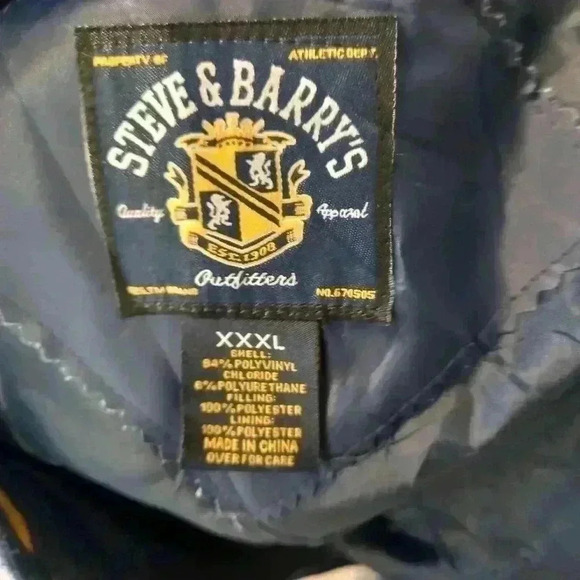 PROPERTY OF
ATHLETIC DEPT.
STEVE & BARRY'S
Quality
Apparel
EST. 1908
Outfitters
NO.670505
XXXL
SHELL:
94% POLYVINYL
CHLORIDE
6% POLYURETHANE
FILLING:
100% POLYESTER
LINING:
100% POLYESTER
MADE IN CHINA
OVER FOR CARE